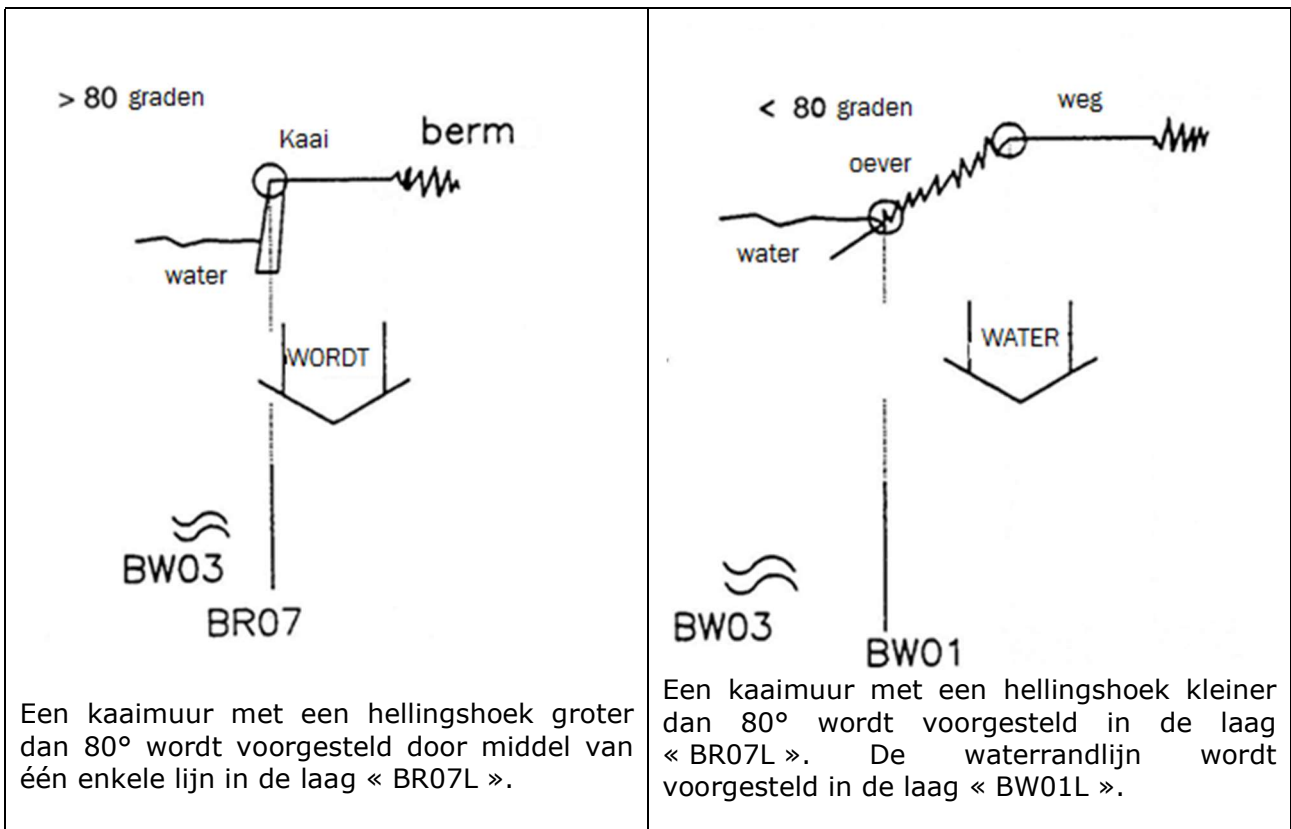 > 80 graden
Kaai
berm
water
WORDT
BW03
BR07
Een kaaimuur met een hellingshoek groter
dan 80° wordt voorgesteld door middel van
één enkele lijn in de laag « BR07L ».
< 80 graden
weg
oever
water
WATER
BW03
BW01
Een kaaimuur met een hellingshoek kleiner
dan 80° wordt voorgesteld in de laag
« BR07L ». De waterrandlijn wordt
voorgesteld in de laag « BW01L ».